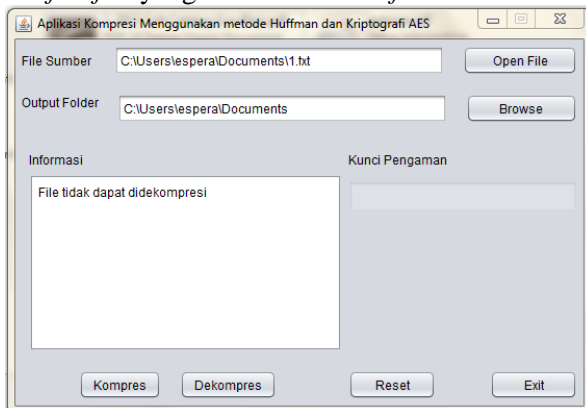 Aplikasi Kompresi Menggunakan metode Huffman dan Kriptografi AES
File Sumber C:\Users\espera\Documents\1.txt Open File
Output Folder C:\Users\espera\Documents Browse
Informasi Kunci Pengaman
File tidak dapat didekompresi
Kompres Dekompres Reset Exit